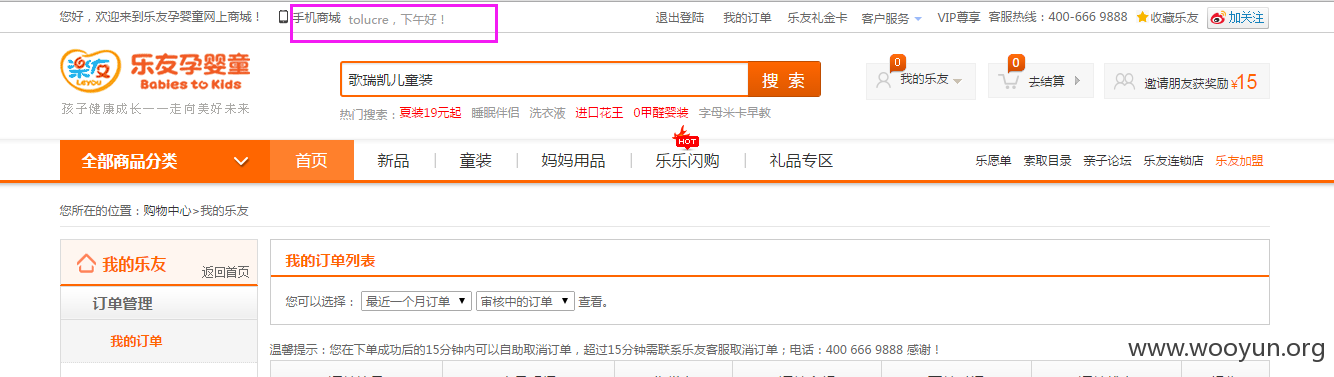 您好，欢迎来到乐友孕婴童网上商城！ 手机商城 tolucre，下午好！ 退出登陆 我的订单 乐友礼金卡 客户服务 VIP尊享 客服热线：400-666 9888 收藏乐友 加关注
乐友 LEYOU 乐友孕婴童
Babies to Kids
孩子健康成长一一走向美好未来
歌瑞凯儿童装 搜索
热门搜索：夏装19元起 睡眠伴侣 洗衣液 进口花王 0甲醛婴装 字母米卡早教
0 我的乐友 0 去结算 邀请朋友获奖励¥15
HOT
全部商品分类 首页 新品 童装 妈妈用品 乐乐闪购 礼品专区 乐愿单 索取目录 亲子论坛 乐友连锁店 乐友加盟
您所在的位置：购物中心>我的乐友
我的乐友 返回首页
订单管理
我的订单
我的订单列表
您可以选择： 最近一个月订单 审核中的订单 查看。
温馨提示：您在下单成功后的15分钟内可以自助取消订单，超过15分钟需联系乐友客服取消订单；电话：400 666 9888 感谢！
www.wooyun.org